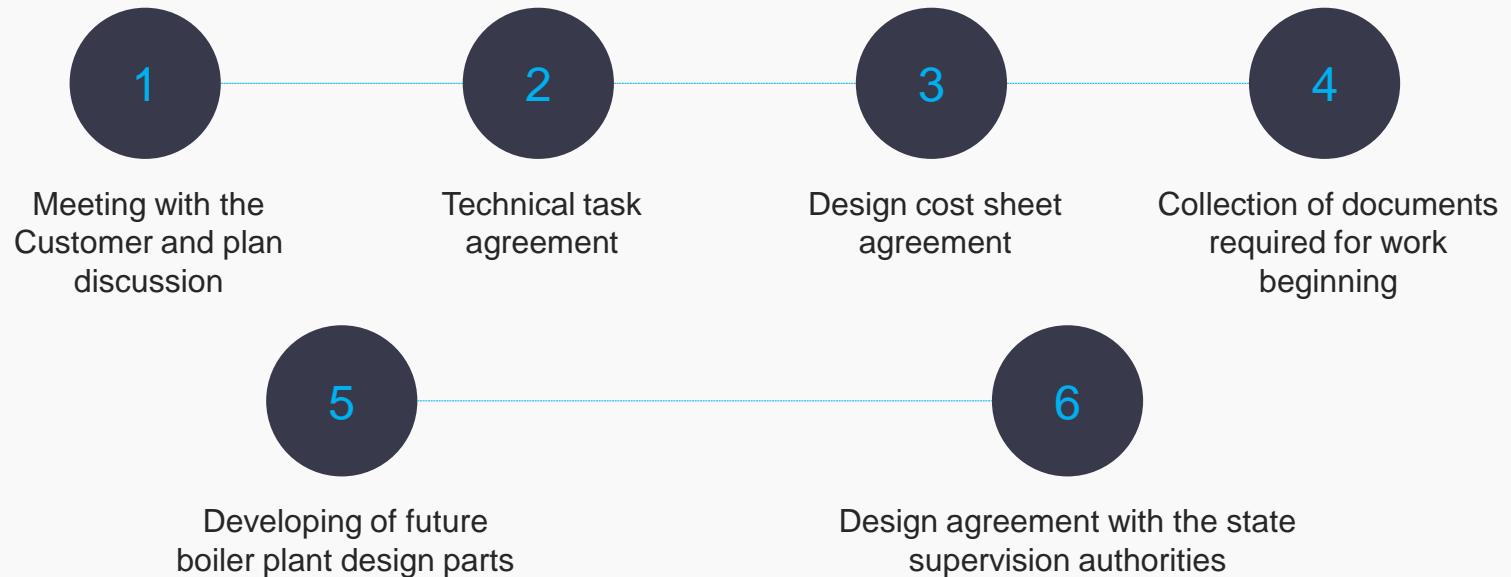 1
2
3
4
Meeting with the
Customer and plan
discussion
Technical task
agreement
Design cost sheet
agreement
Collection of documents
required for work
beginning
5
6
Developing of future
boiler plant design parts
Design agreement with the state
supervision authorities